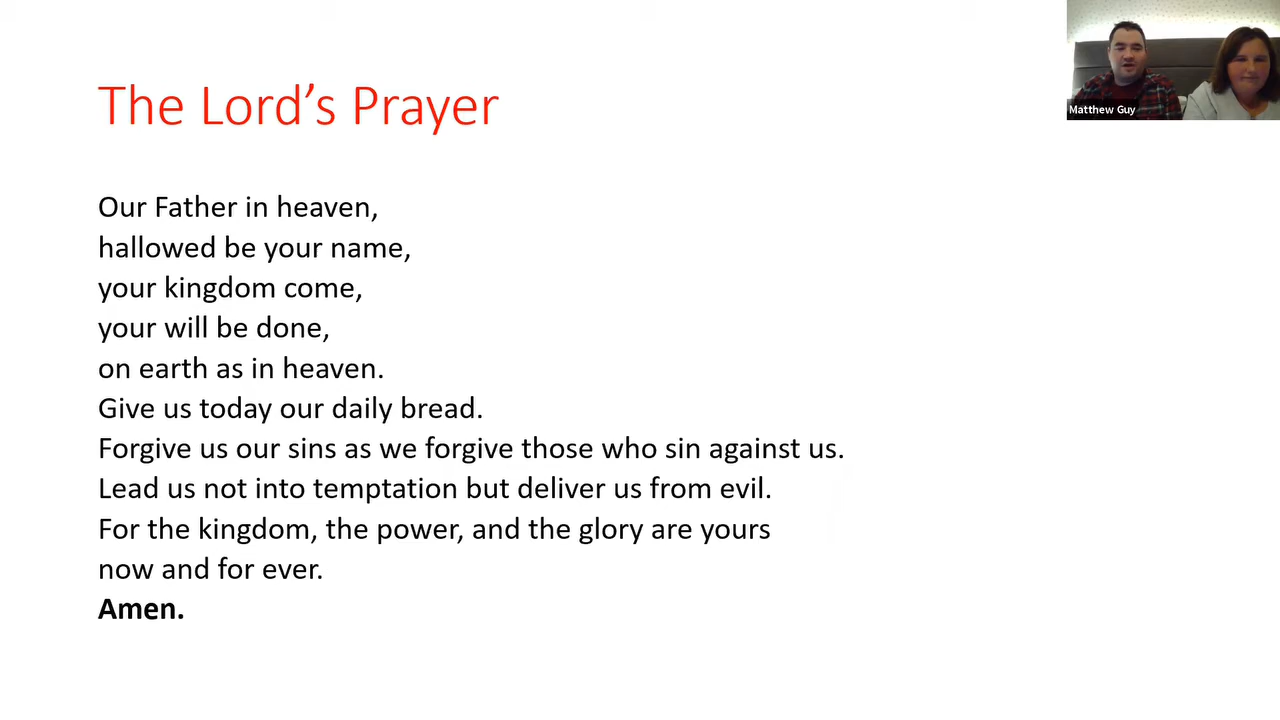 The Lord’s Prayer
Matthew Guy
Our Father in heaven,
hallowed be your name,
your kingdom come,
your will be done,
on earth as in heaven.
Give us today our daily bread.
Forgive us our sins as we forgive those who sin against us.
Lead us not into temptation but deliver us from evil.
For the kingdom, the power, and the glory are yours
now and for ever.
Amen.